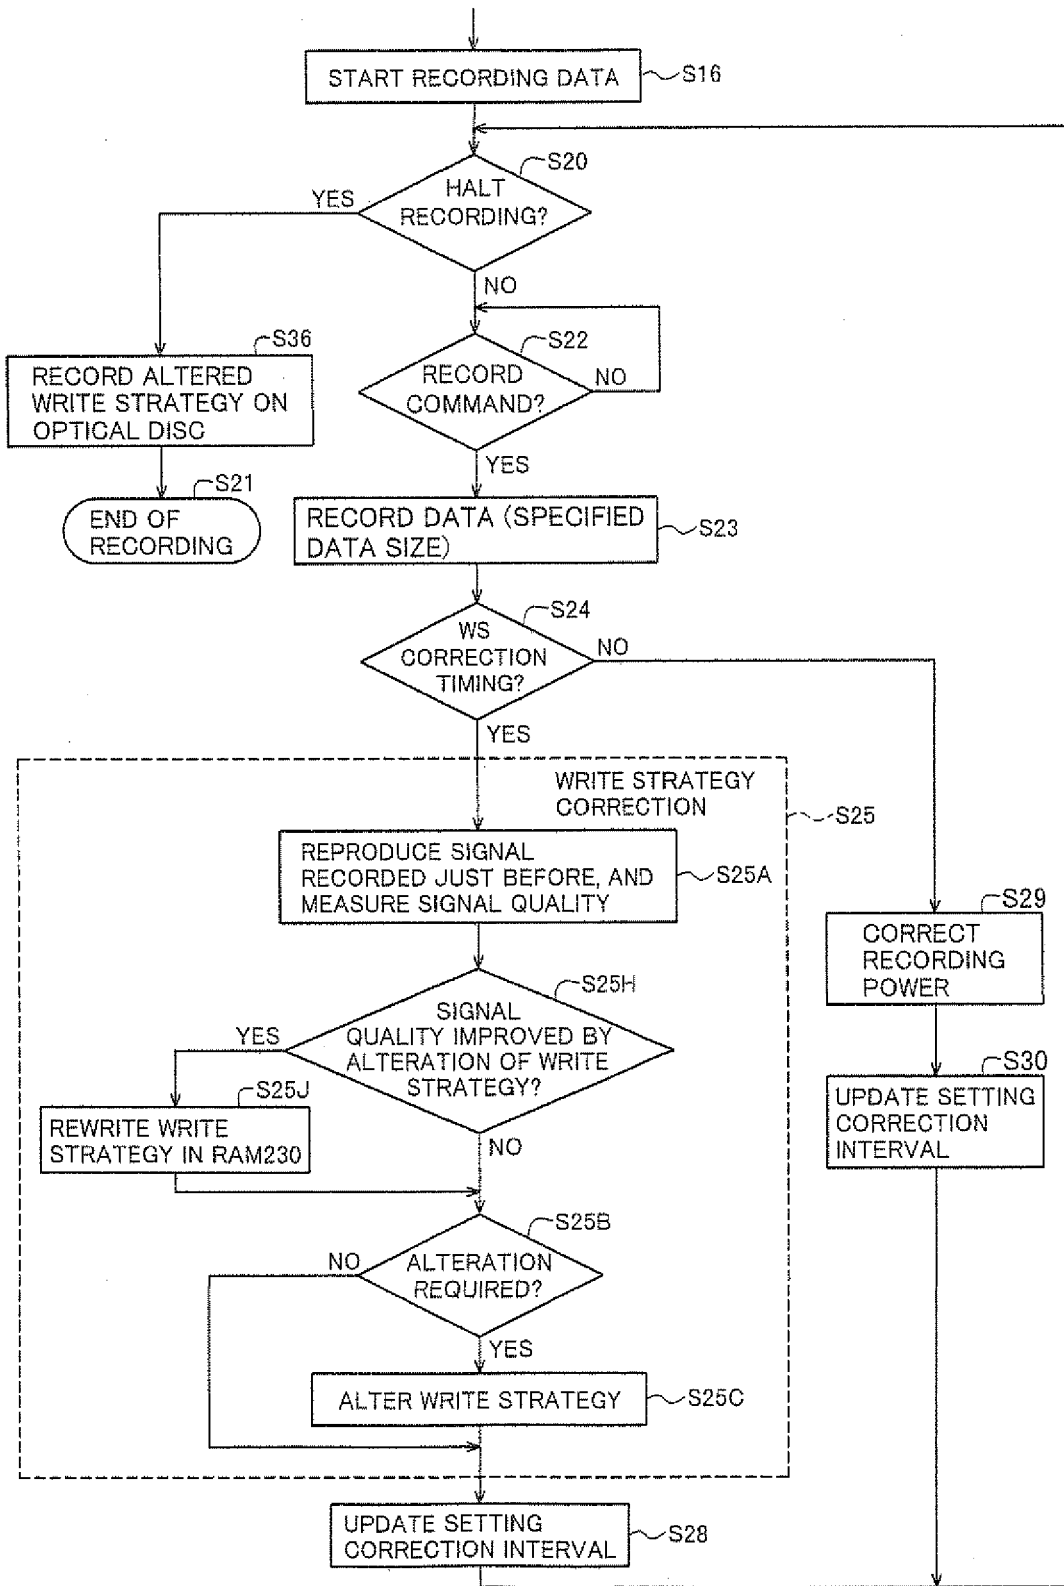 START RECORDING DATA
S16
S20
HALT
RECORDING?
YES
NO
S36
RECORD ALTERED
WRITE STRATEGY ON
OPTICAL DISC
S22
RECORD
COMMAND?
NO
YES
S21
END OF
RECORDING
RECORD DATA (SPECIFIED
DATA SIZE)
S23
S24
WS
CORRECTION
TIMING?
NO
YES
WRITE STRATEGY
CORRECTION
S25
REPRODUCE SIGNAL
RECORDED JUST BEFORE, AND
MEASURE SIGNAL QUALITY
S25A
S29
CORRECT
RECORDING
POWER
S25H
SIGNAL
QUALITY IMPROVED BY
ALTERATION OF WRITE
STRATEGY?
YES
NO
S25J
REWRITE WRITE
STRATEGY IN RAM230
S30
UPDATE SETTING
CORRECTION
INTERVAL
S25B
ALTERATION
REQUIRED?
NO
YES
ALTER WRITE STRATEGY
S25C
UPDATE SETTING
CORRECTION INTERVAL
S28